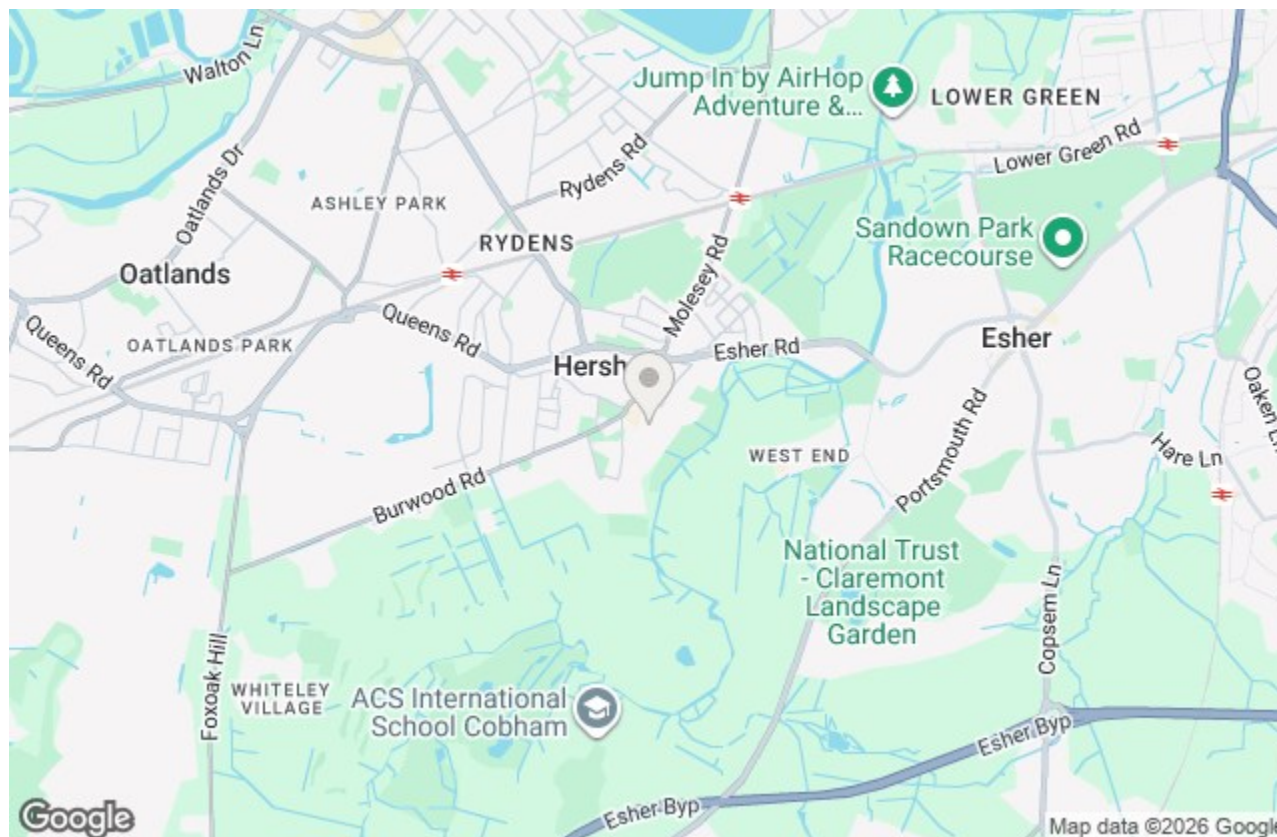 Walton Ln
Jump In by AirHop
Adventure &...
LOWER GREEN
Lower Green Rd
Oatlands Dr
Rydens Rd
ASHLEY PARK
RYDENS
Sandown Park
Racecourse
Oatlands
Molesey Rd
Queens Rd
Queens Rd
OATLANDS PARK
Hersh
Esher Rd
Esher
Oaken L
Portsmouth Rd
WEST END
Hare Ln
Burwood Rd
National Trust
- Claremont
Landscape
Garden
Copsem Ln
Foxoak Hill
WHITELEY
VILLAGE
ACS International
School Cobham
Esher Byp
Esher Byp
Google
Map data ©2026 Google